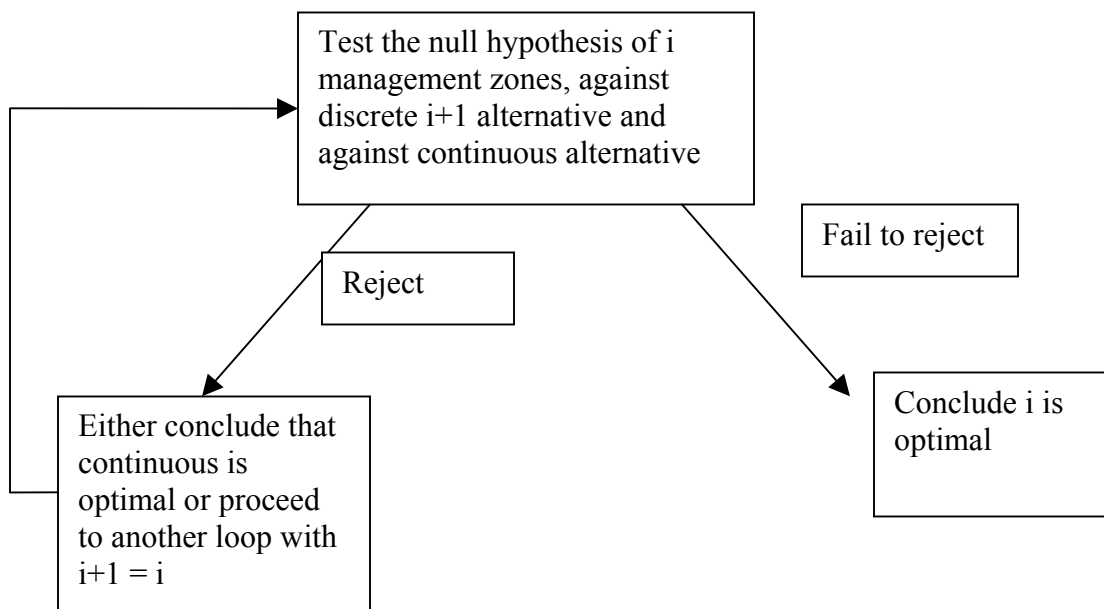 Test the null hypothesis of i
management zones, against
discrete i+1 alternative and
against continuous alternative
Fail to reject
Reject
Either conclude that
continuous is
optimal or proceed
to another loop with
i+1 = i
Conclude i is
optimal